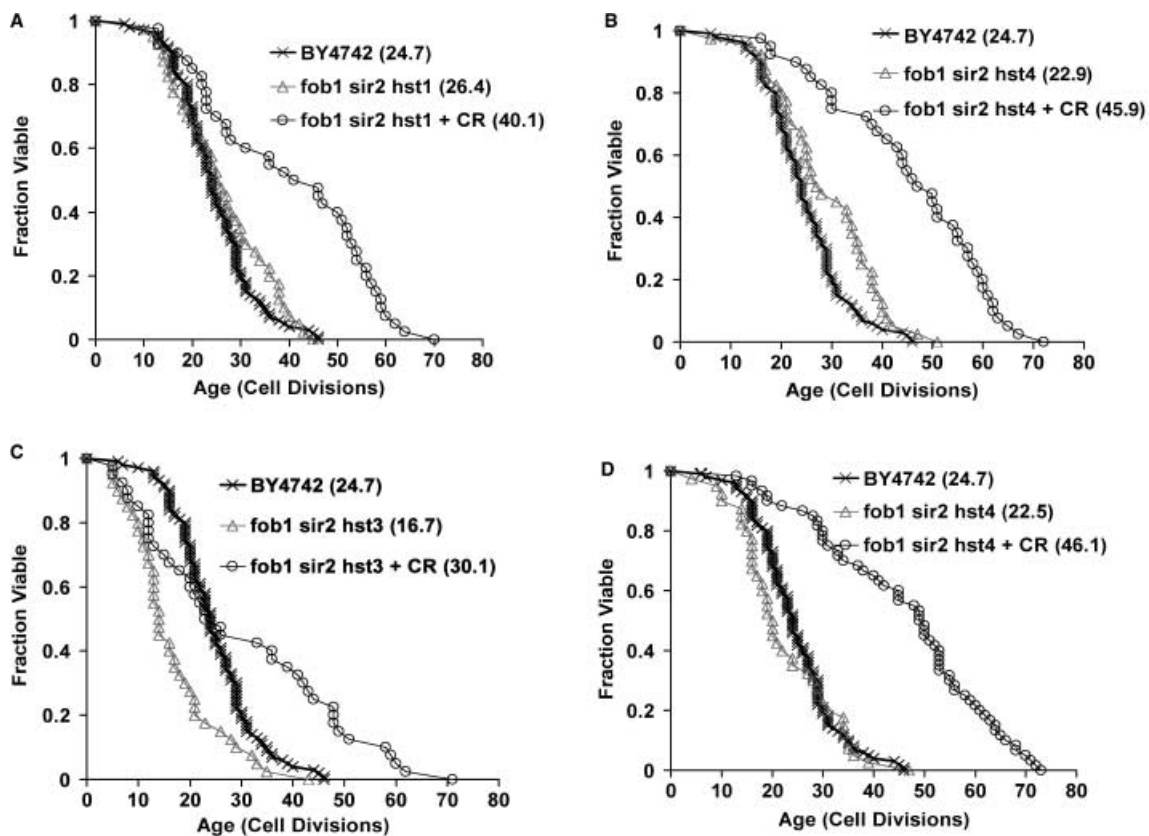 A
1
0.8
0.6
0.4
0.2
0
Fraction Viable
BY4742 (24.7)
fob1 sir2 hst1 (26.4)
fob1 sir2 hst1 + CR (40.1)
0 10 20 30 40 50 60 70 80
Age (Cell Divisions)
B
1
0.8
0.6
0.4
0.2
0
Fraction Viable
BY4742 (24.7)
fob1 sir2 hst4 (22.9)
fob1 sir2 hst4 + CR (45.9)
0 10 20 30 40 50 60 70 80
Age (Cell Divisions)
C
1
0.8
0.6
0.4
0.2
0
Fraction Viable
BY4742 (24.7)
fob1 sir2 hst3 (16.7)
fob1 sir2 hst3 + CR (30.1)
0 10 20 30 40 50 60 70 80
Age (Cell Divisions)
D
1
0.8
0.6
0.4
0.2
0
Fraction Viable
BY4742 (24.7)
fob1 sir2 hst4 (22.5)
fob1 sir2 hst4 + CR (46.1)
0 10 20 30 40 50 60 70 80
Age (Cell Divisions)